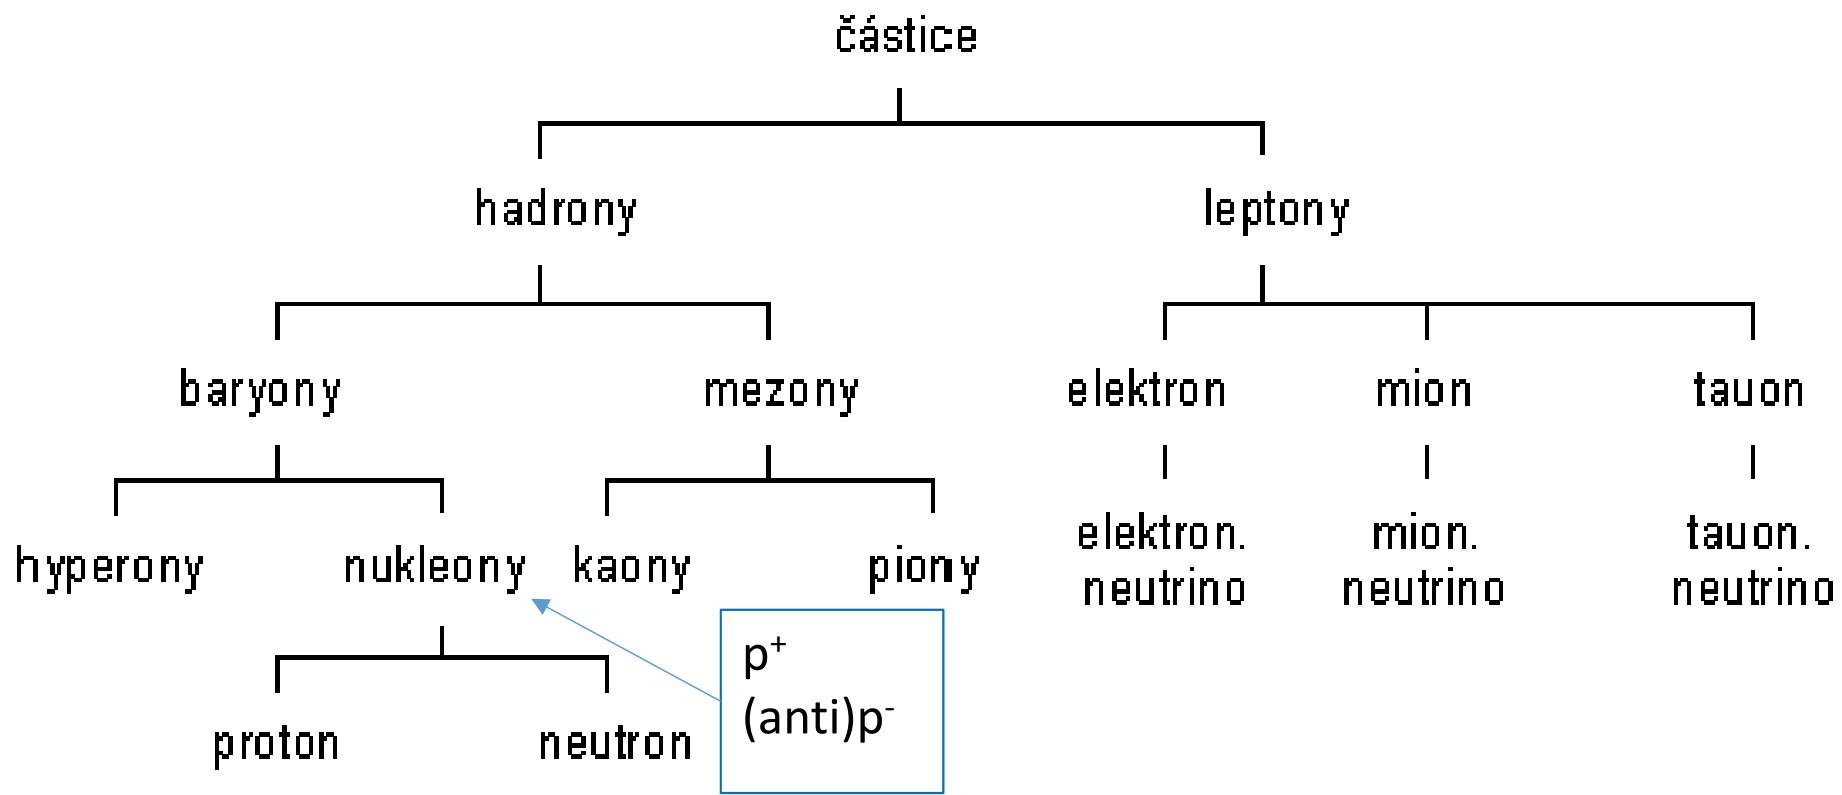 částice
hadrony
leptony
baryony
mezony
elektron
mion
tauon
hyperony
nukleony
kaony
piony
elektron.
neutrino
mion.
neutrino
tauon.
neutrino
p⁺
(anti)p⁻
proton
neutron